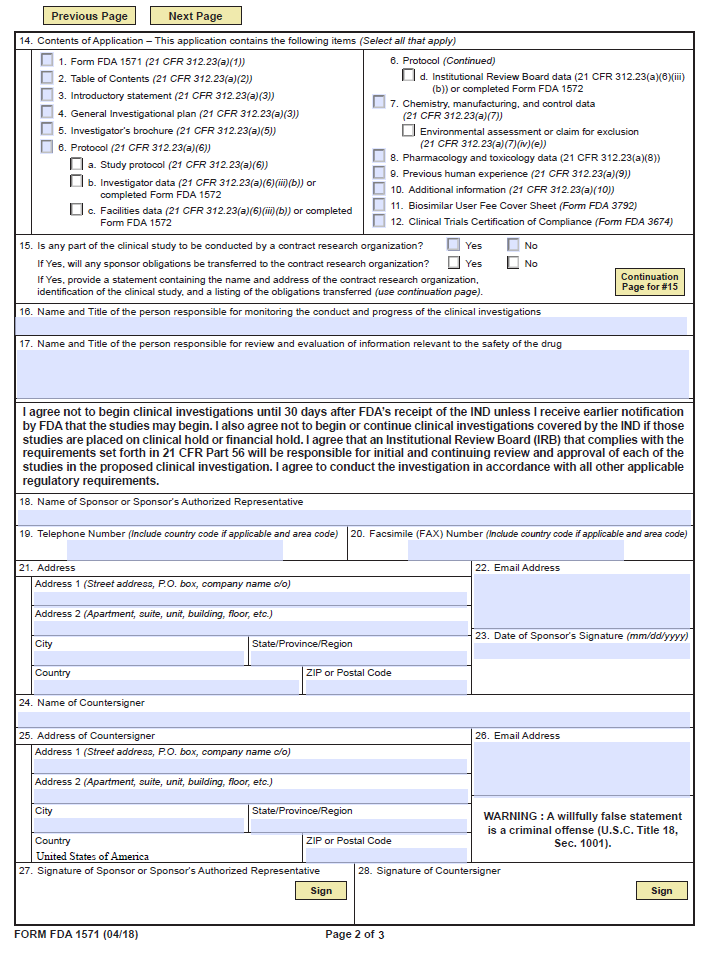 Previous Page
Next Page
14. Contents of Application – This application contains the following items (Select all that apply)
1. Form FDA 1571 (21 CFR 312.23(a)(1))
2. Table of Contents (21 CFR 312.23(a)(2))
3. Introductory statement (21 CFR 312.23(a)(3))
4. General Investigational plan (21 CFR 312.23(a)(3))
5. Investigator's brochure (21 CFR 312.23(a)(5))
6. Protocol (21 CFR 312.23(a)(6))
a. Study protocol (21 CFR 312.23(a)(6))
b. Investigator data (21 CFR 312.23(a)(6)(iii)(b)) or
completed Form FDA 1572
c. Facilities data (21 CFR 312.23(a)(6)(iii)(b)) or completed
Form FDA 1572
6. Protocol (Continued)
d. Institutional Review Board data (21 CFR 312.23(a)(6)(iii)
(b)) or completed Form FDA 1572
7. Chemistry, manufacturing, and control data
(21 CFR 312.23(a)(7))
Environmental assessment or claim for exclusion
(21 CFR 312.23(a)(7)(iv)(e))
8. Pharmacology and toxicology data (21 CFR 312.23(a)(8))
9. Previous human experience (21 CFR 312.23(a)(9))
10. Additional information (21 CFR 312.23(a)(10))
11. Biosimilar User Fee Cover Sheet (Form FDA 3792)
12. Clinical Trials Certification of Compliance (Form FDA 3674)
15. Is any part of the clinical study to be conducted by a contract research organization? Yes No
If Yes, will any sponsor obligations be transferred to the contract research organization? Yes No
If Yes, provide a statement containing the name and address of the contract research organization,
identification of the clinical study, and a listing of the obligations transferred (use continuation page).
Continuation
Page for #15
16. Name and Title of the person responsible for monitoring the conduct and progress of the clinical investigations
17. Name and Title of the person responsible for review and evaluation of information relevant to the safety of the drug
I agree not to begin clinical investigations until 30 days after FDA's receipt of the IND unless I receive earlier notification
by FDA that the studies may begin. I also agree not to begin or continue clinical investigations covered by the IND if those
studies are placed on clinical hold or financial hold. I agree that an Institutional Review Board (IRB) that complies with the
requirements set forth in 21 CFR Part 56 will be responsible for initial and continuing review and approval of each of the
studies in the proposed clinical investigation. I agree to conduct the investigation in accordance with all other applicable
regulatory requirements.
18. Name of Sponsor or Sponsor's Authorized Representative
19. Telephone Number (Include country code if applicable and area code)
20. Facsimile (FAX) Number (Include country code if applicable and area code)
21. Address
Address 1 (Street address, P.O. box, company name c/o)
Address 2 (Apartment, suite, unit, building, floor, etc.)
City
State/Province/Region
Country
ZIP or Postal Code
22. Email Address
23. Date of Sponsor's Signature (mm/dd/yyyy)
24. Name of Countersigner
25. Address of Countersigner
Address 1 (Street address, P.O. box, company name c/o)
Address 2 (Apartment, suite, unit, building, floor, etc.)
City
State/Province/Region
Country
United States of America
ZIP or Postal Code
26. Email Address
WARNING : A willfully false statement
is a criminal offense (U.S.C. Title 18,
Sec. 1001).
27. Signature of Sponsor or Sponsor's Authorized Representative
Sign
28. Signature of Countersigner
Sign
FORM FDA 1571 (04/18)
Page 2 of 3